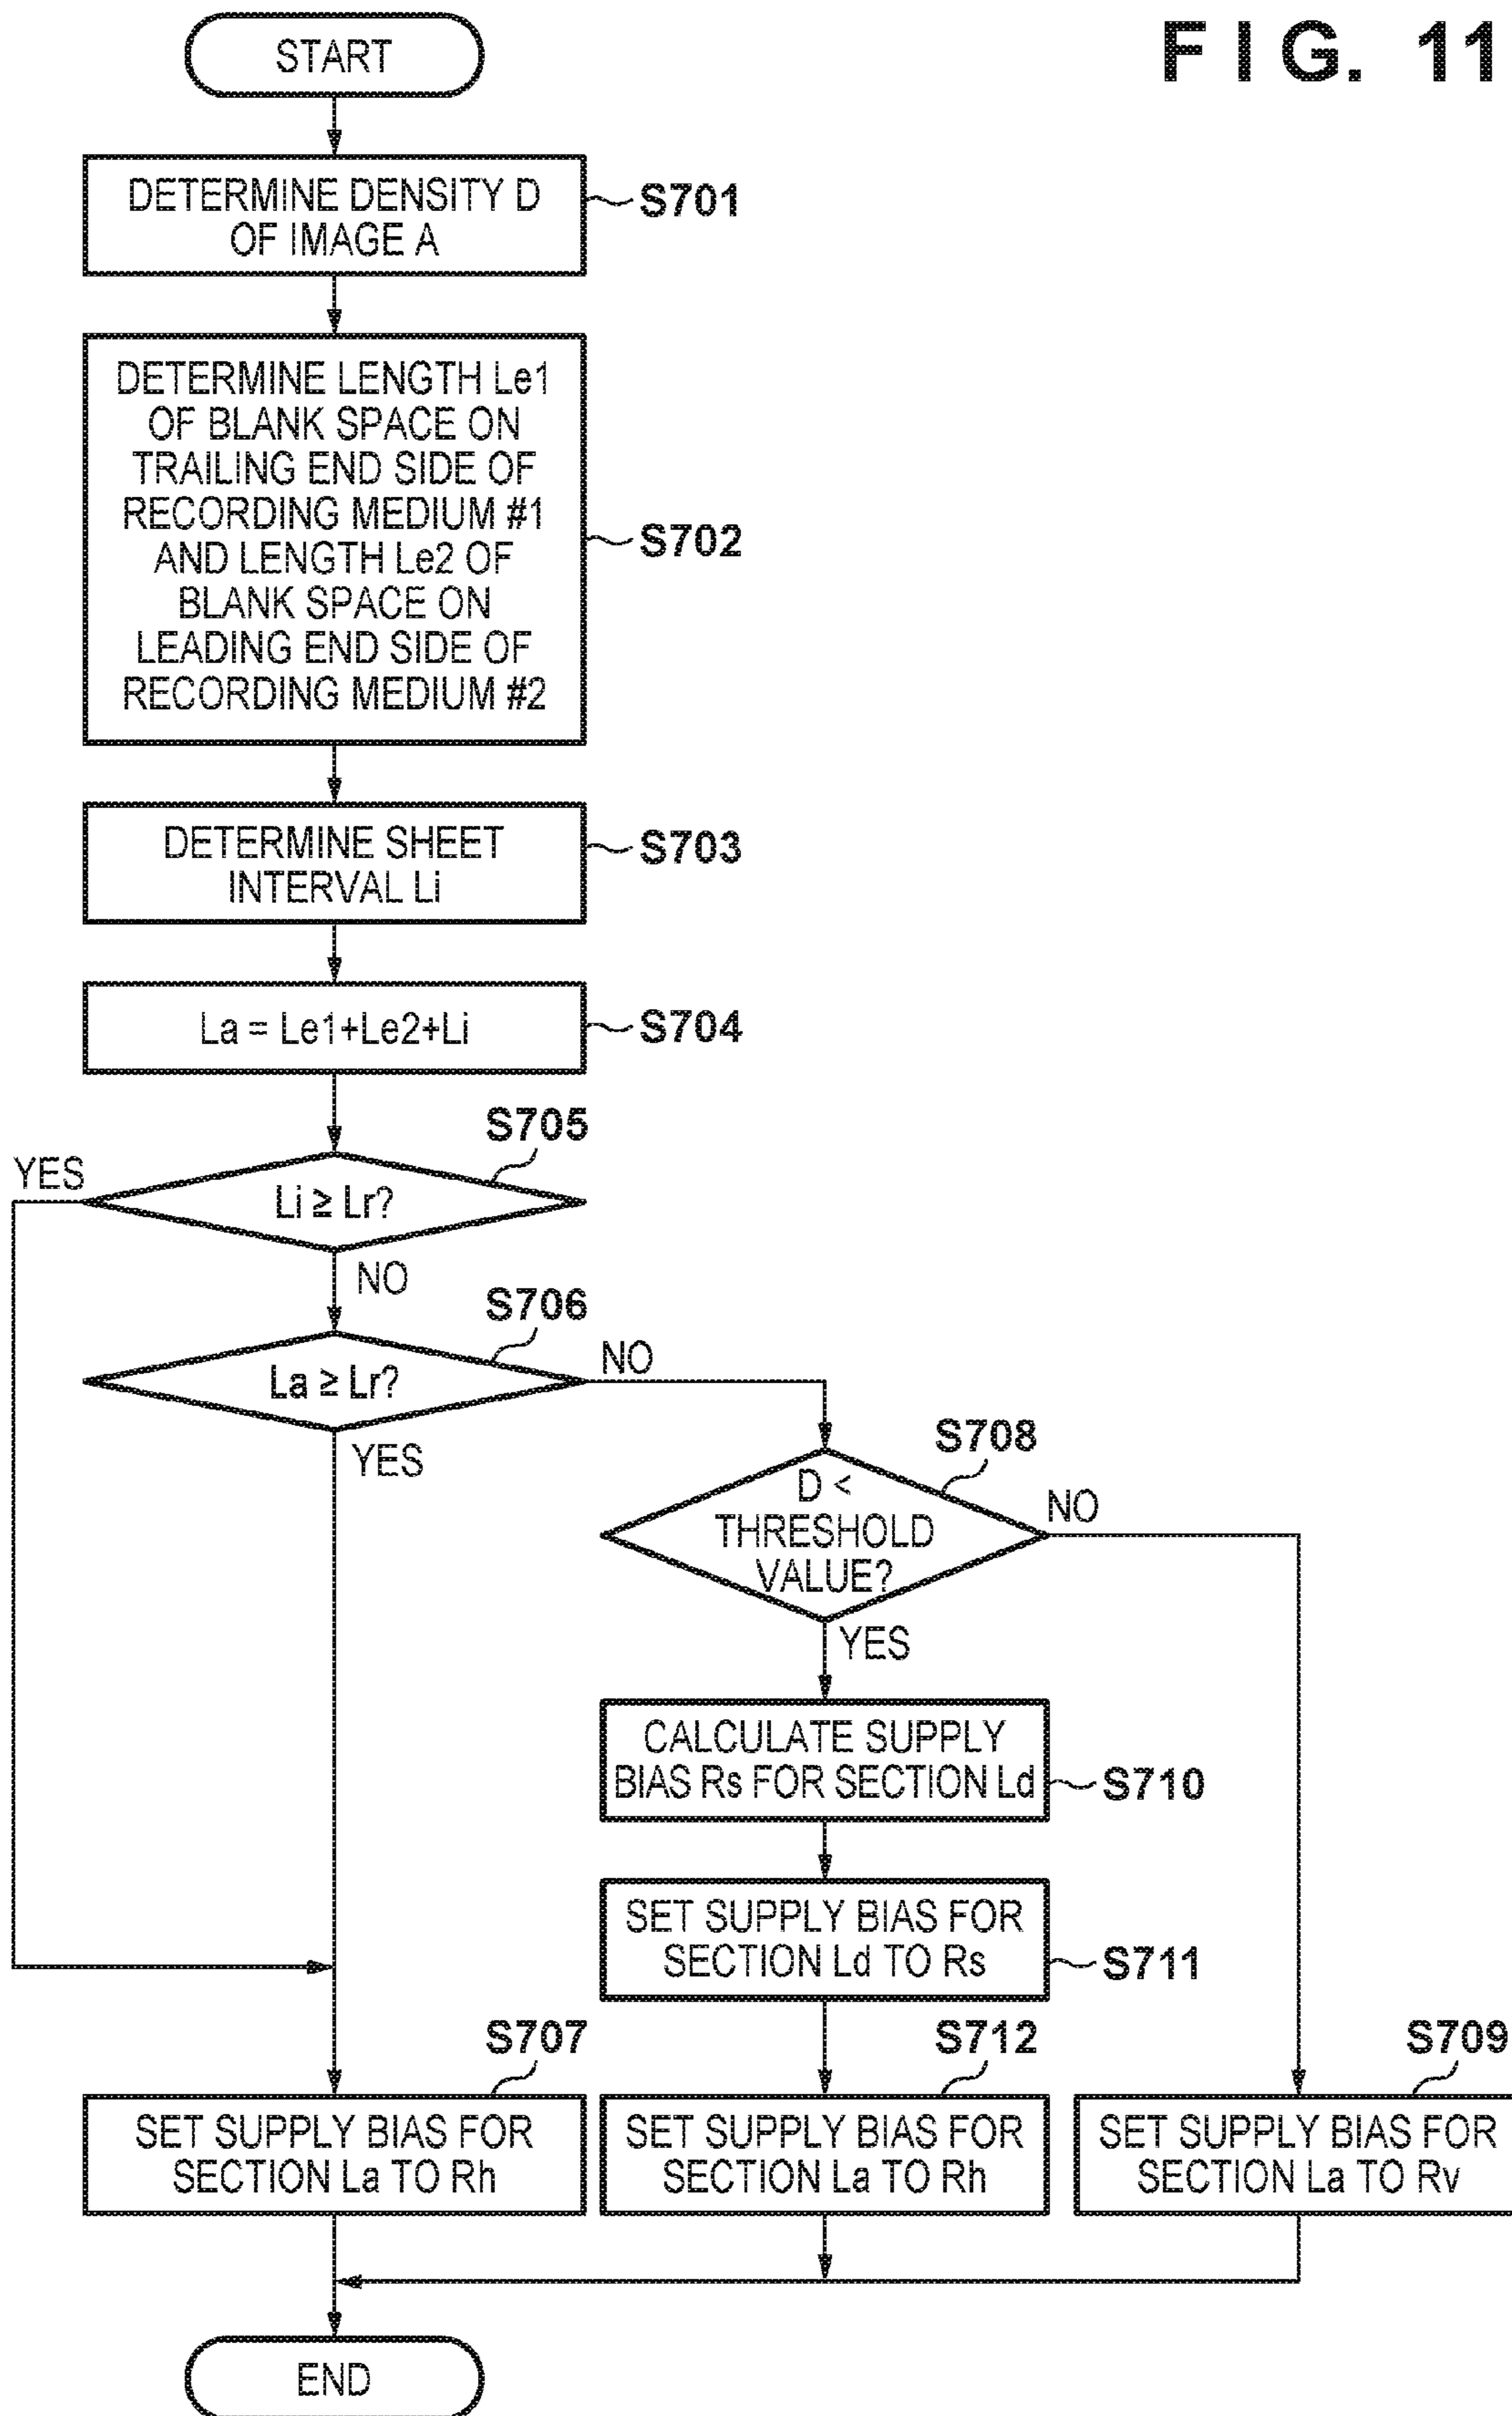 FIG. 11
START
DETERMINE DENSITY D
OF IMAGE A
S701
DETERMINE LENGTH Le1
OF BLANK SPACE ON
TRAILING END SIDE OF
RECORDING MEDIUM #1
AND LENGTH Le2 OF
BLANK SPACE ON
LEADING END SIDE OF
RECORDING MEDIUM #2
S702
DETERMINE SHEET
INTERVAL Li
S703
La = Le1+Le2+Li
S704
S705
YES
Li ≧ Lr?
NO
S706
La ≧ Lr?
NO
YES
S708
D <
THRESHOLD
VALUE?
NO
YES
CALCULATE SUPPLY
BIAS Rs FOR SECTION Ld
S710
SET SUPPLY BIAS FOR
SECTION Ld TO Rs
S711
S707
SET SUPPLY BIAS FOR
SECTION La TO Rh
S712
SET SUPPLY BIAS FOR
SECTION La TO Rh
S709
SET SUPPLY BIAS FOR
SECTION La TO Rv
END